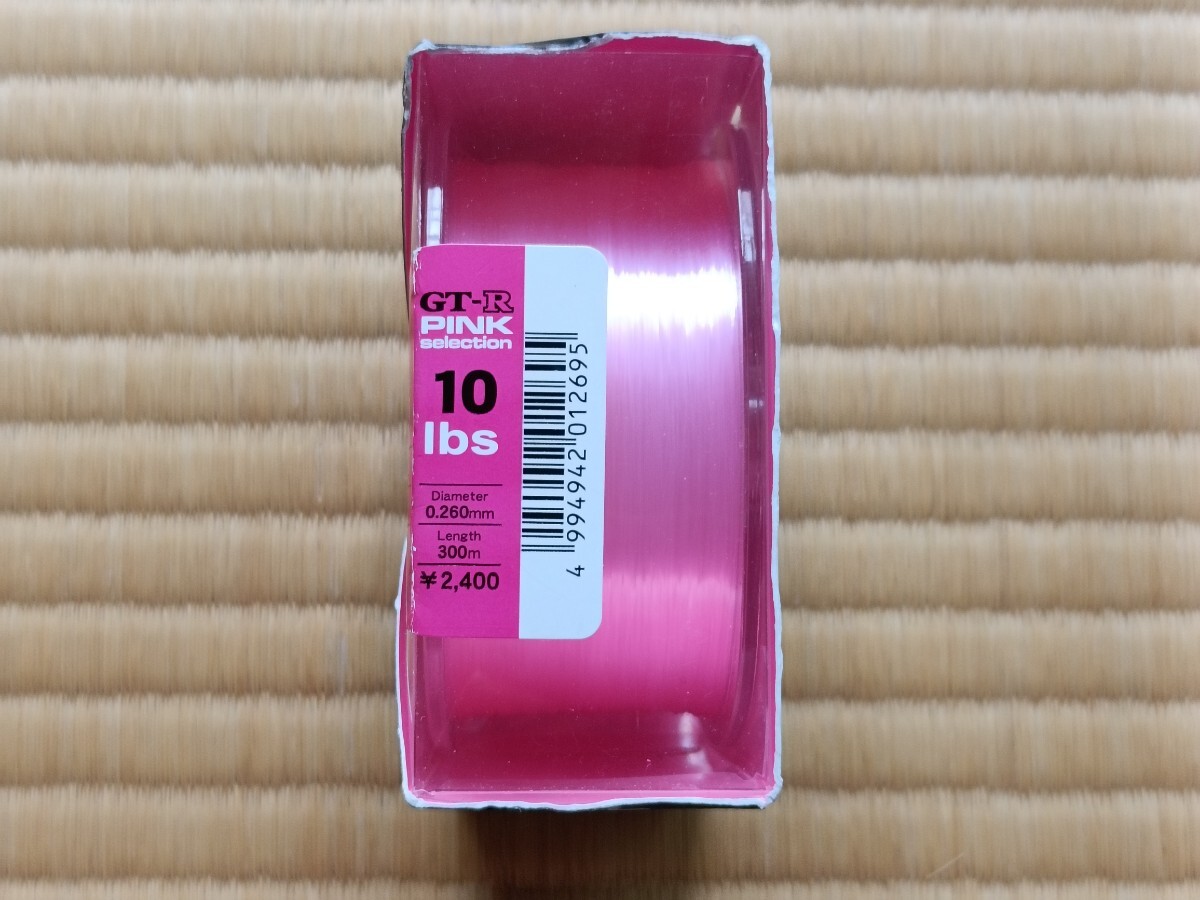 GT-R
PINK
selection
10
lbs
Diameter
0.260mm
Length
300m
¥2,400
4 994942 012695